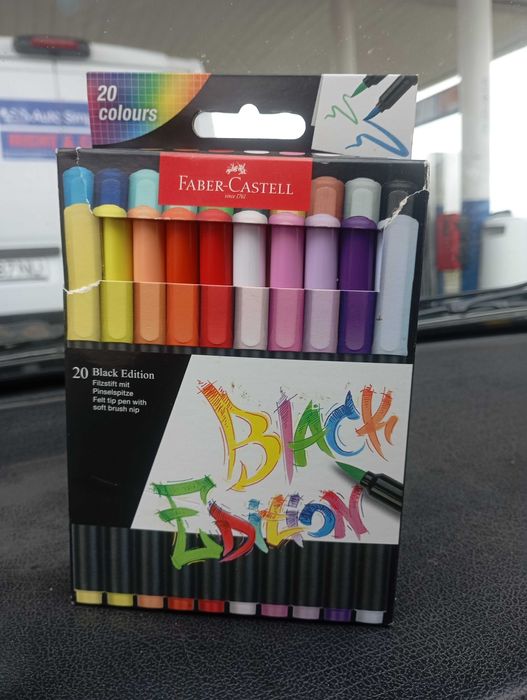 20
colours
FABER-CASTELL
since 1761
20 Black Edition
Filzstift mit
Pinselspitze
Felt tip pen with
soft brush nip
BLACK
EDITION